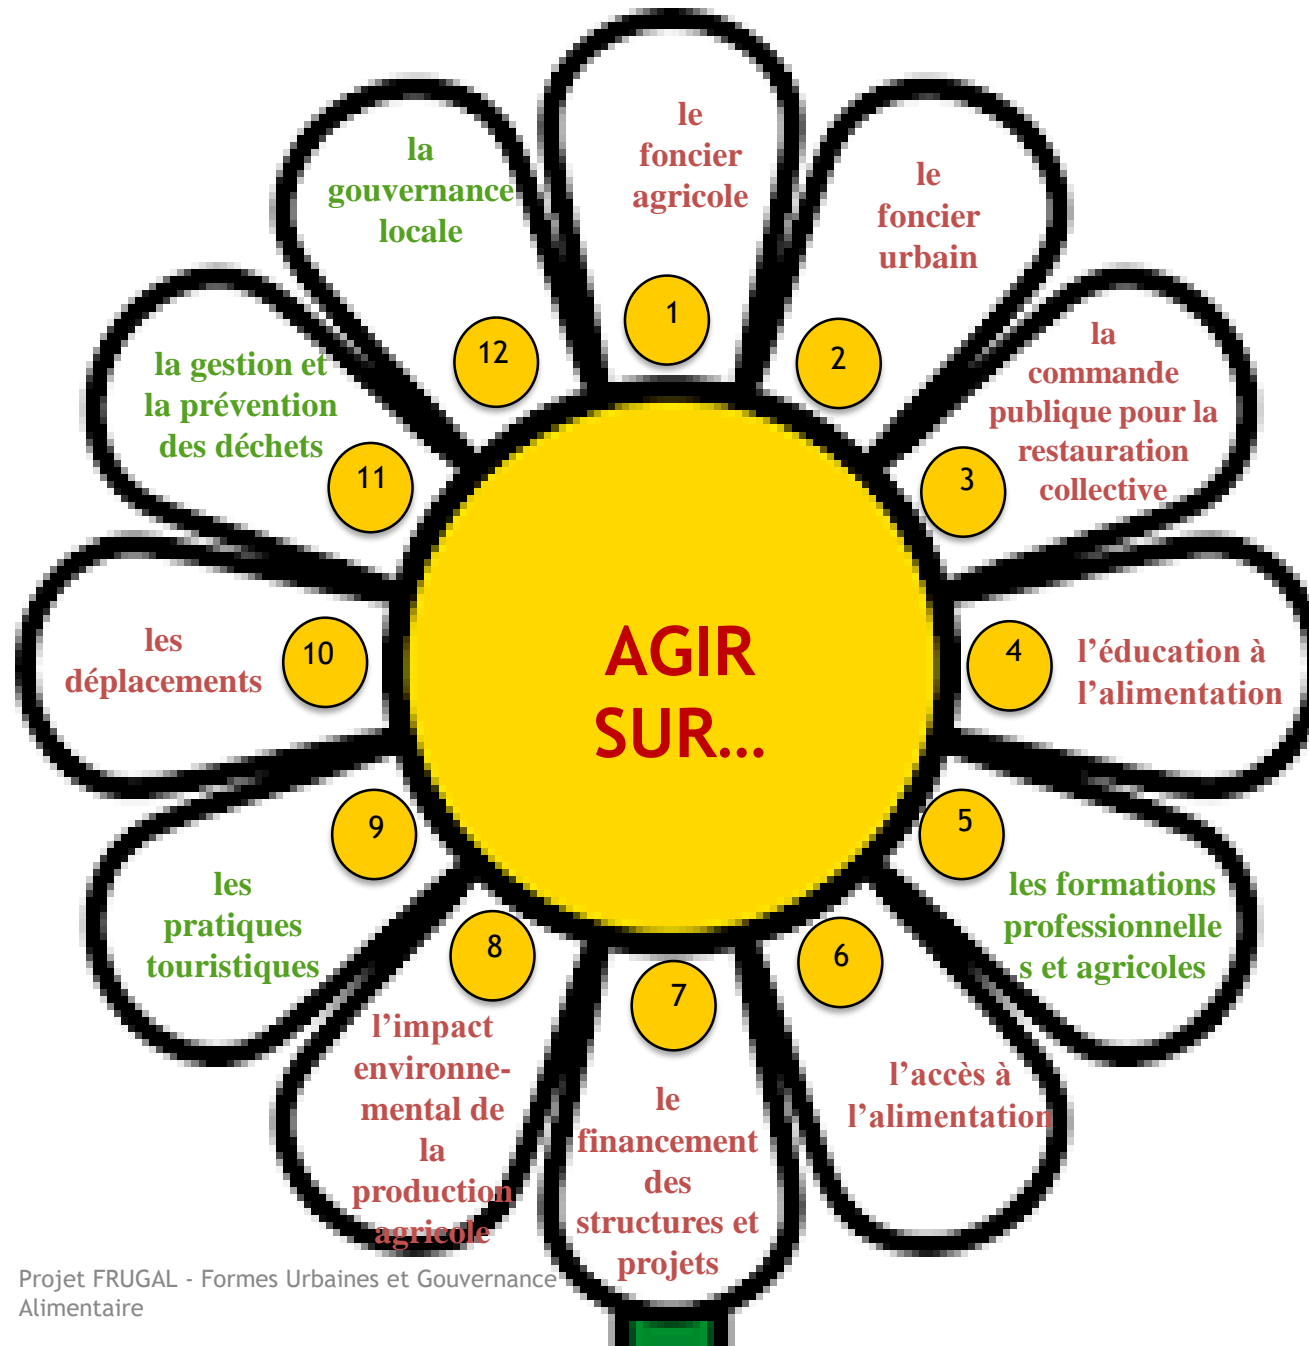 le
foncier
agricole
1
le
foncier
urbain
2
la
commande
publique pour la
restauration
collective
3
l’éducation à
l’alimentation
4
les formations
professionnelle
s et agricoles
5
l’accès à
l’alimentation
6
le
financement
des
structures et
projets
7
l’impact
environne-
mental de
la
production
agricole
8
les
pratiques
touristiques
9
les
déplacements
10
la gestion et
la prévention
des déchets
11
la
gouvernance
locale
12
AGIR
SUR...
Projet FRUGAL - Formes Urbaines et Gouvernance
Alimentaire